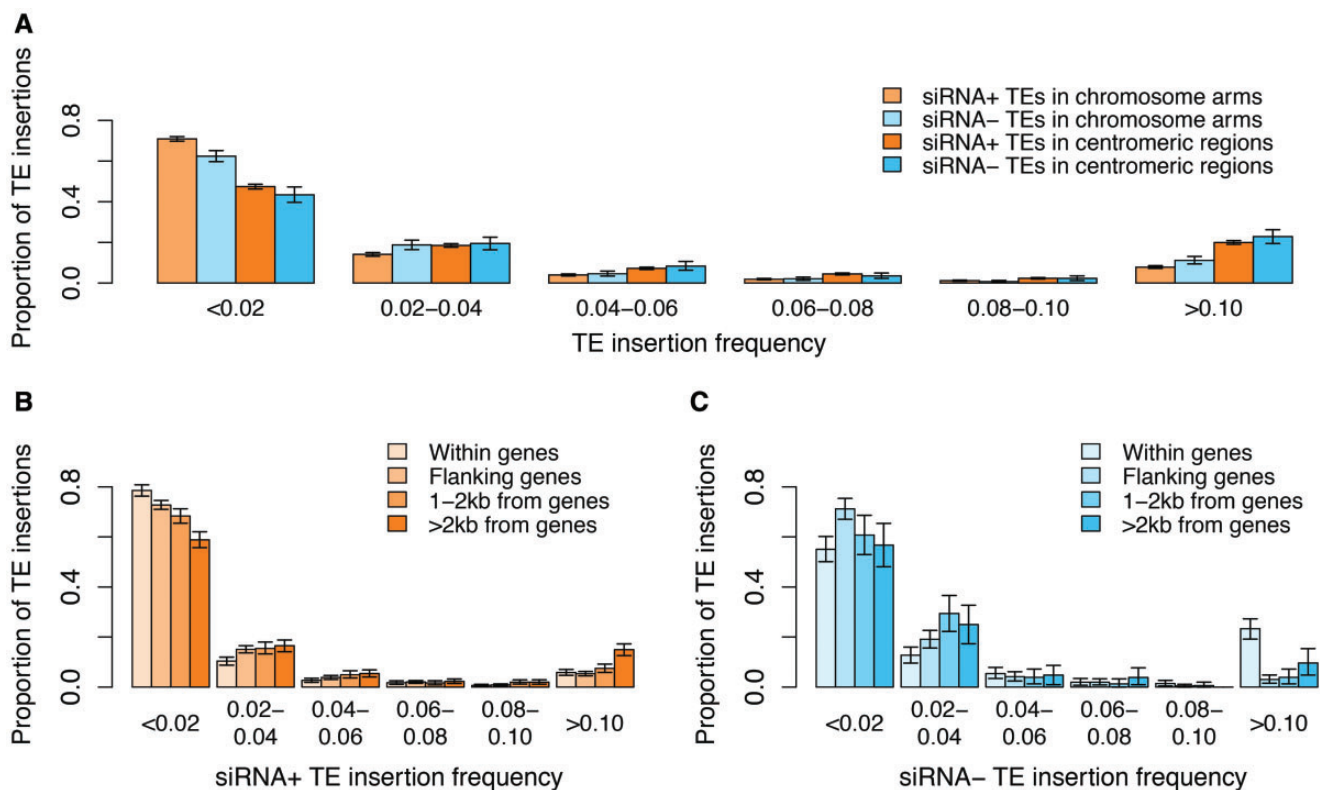 A
Proportion of TE insertions
0.8
0.4
0.0
siRNA+ TEs in chromosome arms
siRNA− TEs in chromosome arms
siRNA+ TEs in centromeric regions
siRNA− TEs in centromeric regions
<0.02
0.02−0.04
0.04−0.06
0.06−0.08
0.08−0.10
>0.10
TE insertion frequency
B
Proportion of TE insertions
0.8
0.4
0.0
Within genes
Flanking genes
1−2kb from genes
>2kb from genes
<0.02
0.02−
0.04
0.04−
0.06
0.06−
0.08
0.08−
0.10
>0.10
siRNA+ TE insertion frequency
C
Proportion of TE insertions
0.8
0.4
0.0
Within genes
Flanking genes
1−2kb from genes
>2kb from genes
<0.02
0.02−
0.04
0.04−
0.06
0.06−
0.08
0.08−
0.10
>0.10
siRNA− TE insertion frequency